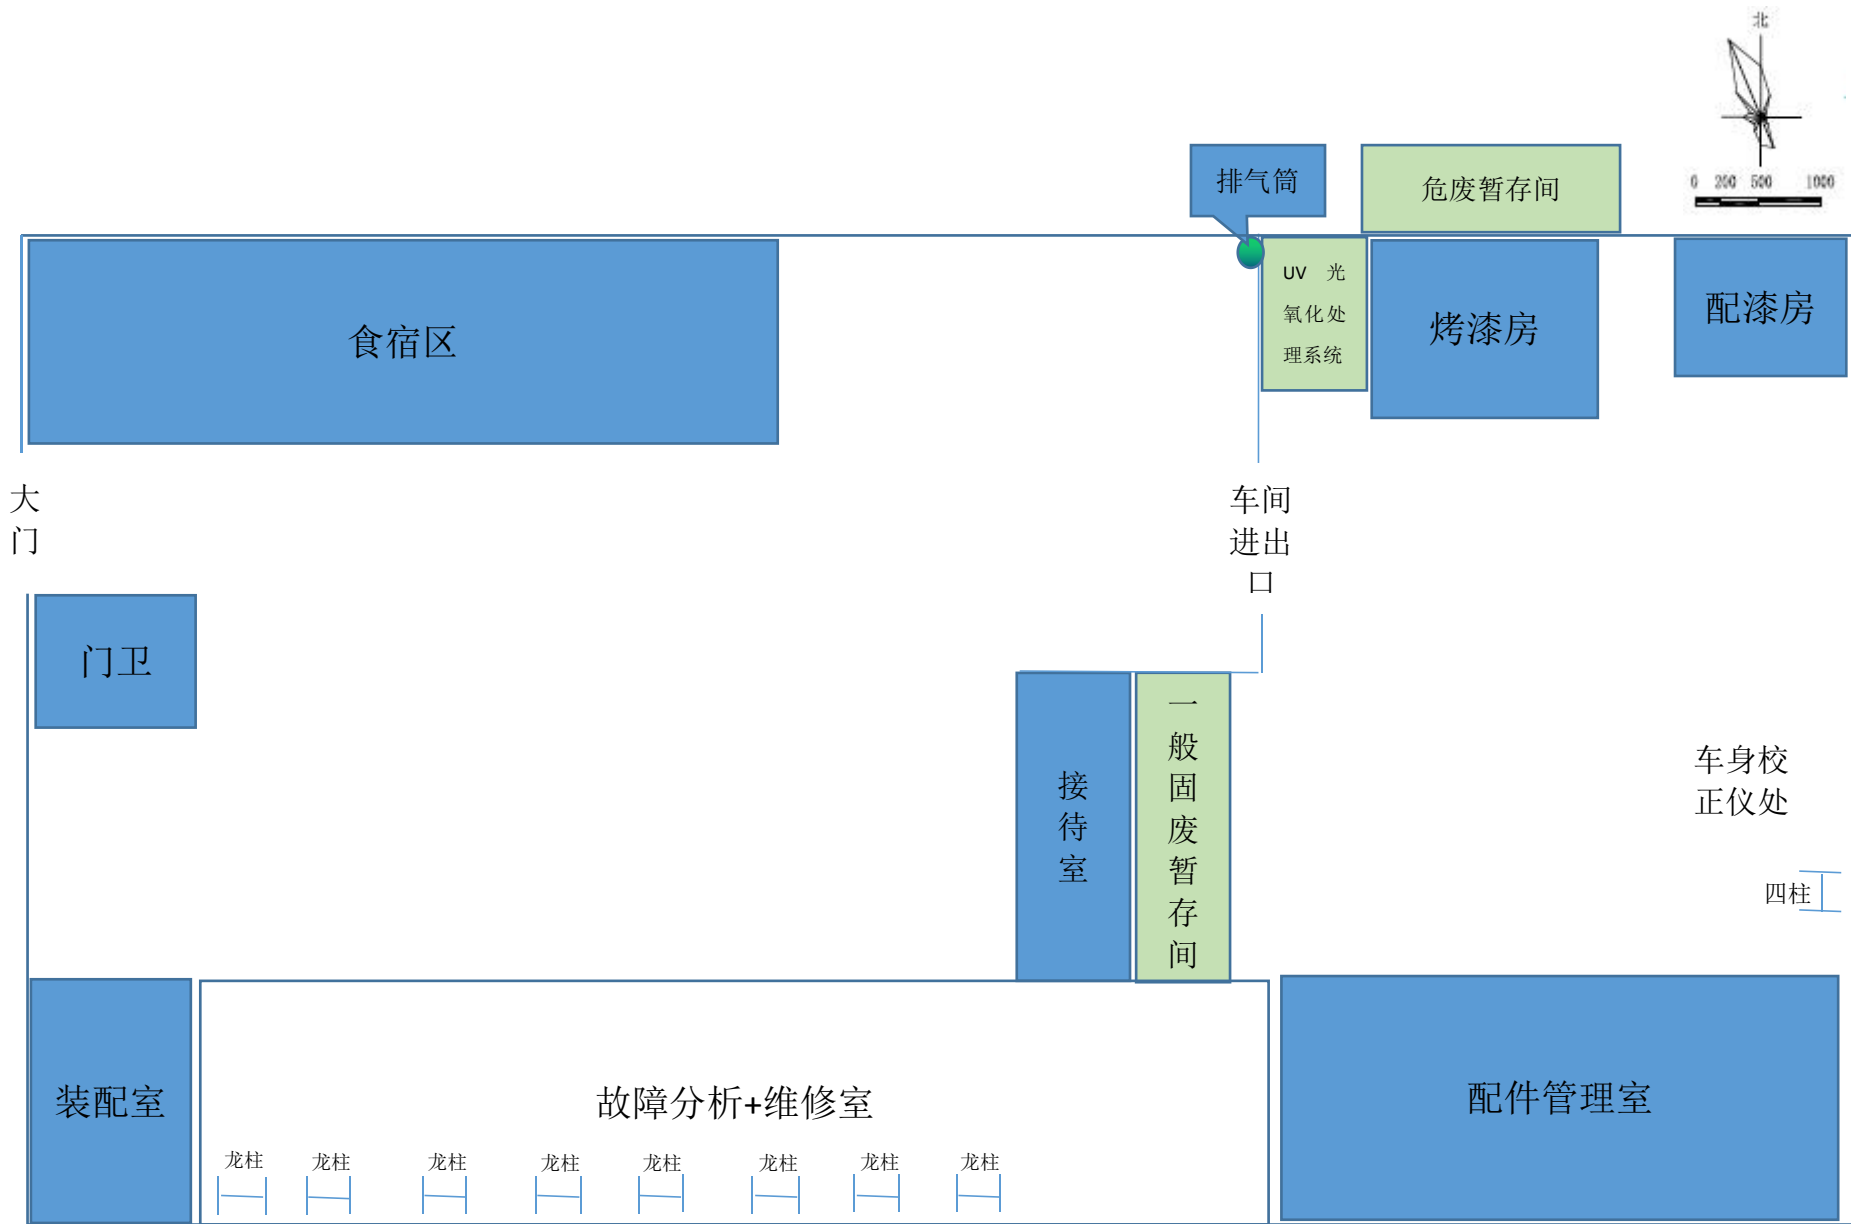 北
0 200 500 1000
排气筒
危废暂存间
食宿区
UV 光
氧化处
理系统
烤漆房
配漆房
大
门
车间
进出
口
门卫
接
待
室
一
般
固
废
暂
存
间
车身校
正仪处
四柱
装配室
故障分析+维修室
配件管理室
龙柱
龙柱
龙柱
龙柱
龙柱
龙柱
龙柱
龙柱